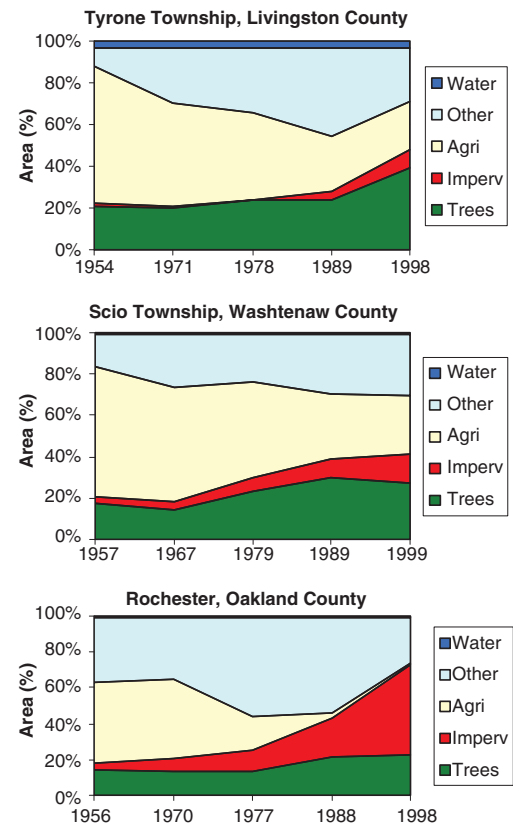 Tyrone Township, Livingston County
100%
80%
60%
40%
20%
0%
Area (%)
1954 1971 1978 1989 1998
Water
Other
Agri
Imperv
Trees
Scio Township, Washtenaw County
100%
80%
60%
40%
20%
0%
Area (%)
1957 1967 1979 1989 1999
Water
Other
Agri
Imperv
Trees
Rochester, Oakland County
100%
80%
60%
40%
20%
0%
Area (%)
1956 1970 1977 1988 1998
Water
Other
Agri
Imperv
Trees